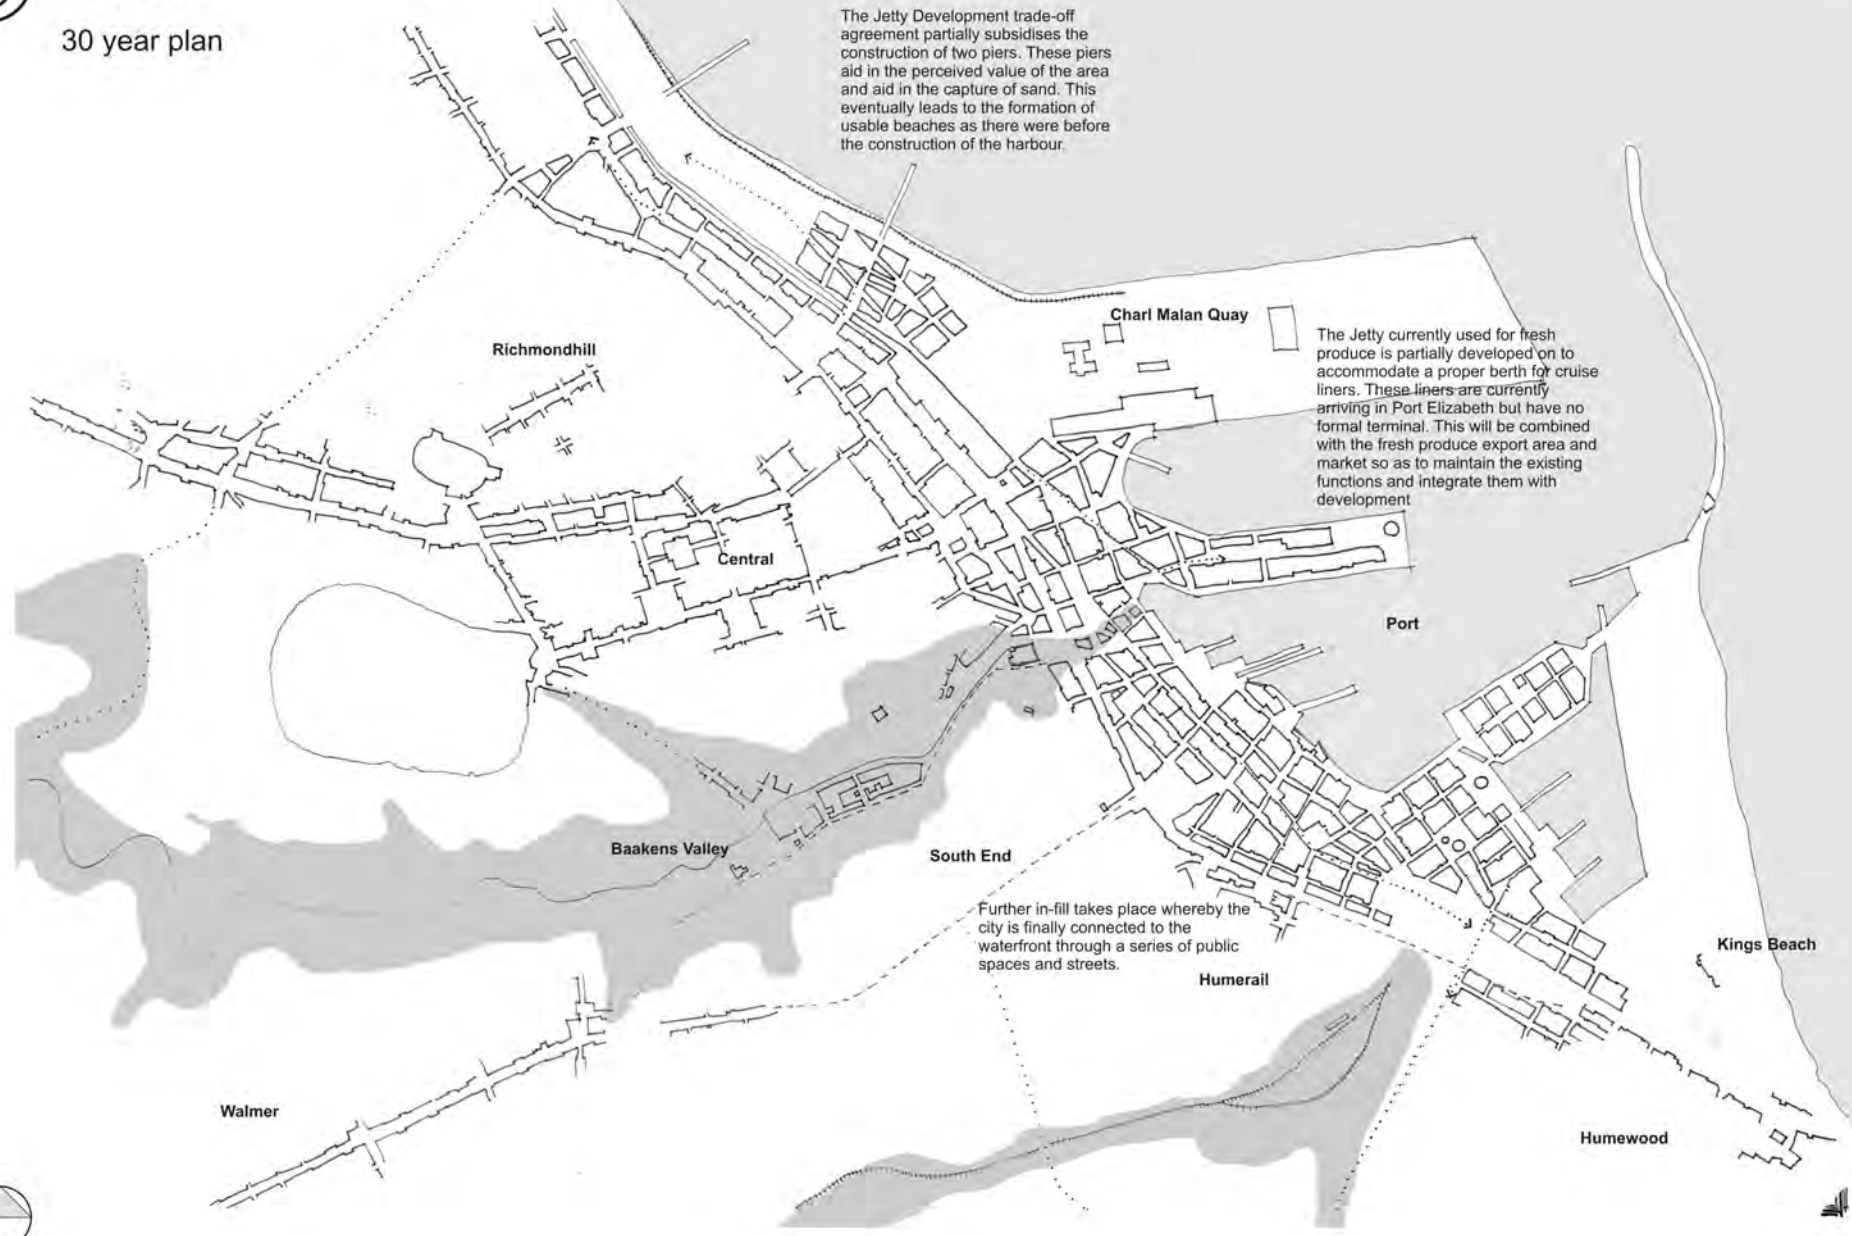 30 year plan
The Jetty Development trade-off
agreement partially subsidises the
construction of two piers. These piers
aid in the perceived value of the area
and aid in the capture of sand. This
eventually leads to the formation of
usable beaches as there were before
the construction of the harbour.
Charl Malan Quay
The Jetty currently used for fresh
produce is partially developed on to
accommodate a proper berth for cruise
liners. These liners are currently
arriving in Port Elizabeth but have no
formal terminal. This will be combined
with the fresh produce export area and
market so as to maintain the existing
functions and integrate them with
development
Richmondhill
Central
Port
Baakens Valley
South End
Further in-fill takes place whereby the
city is finally connected to the
waterfront through a series of public
spaces and streets.
Kings Beach
Humerail
Walmer
Humewood